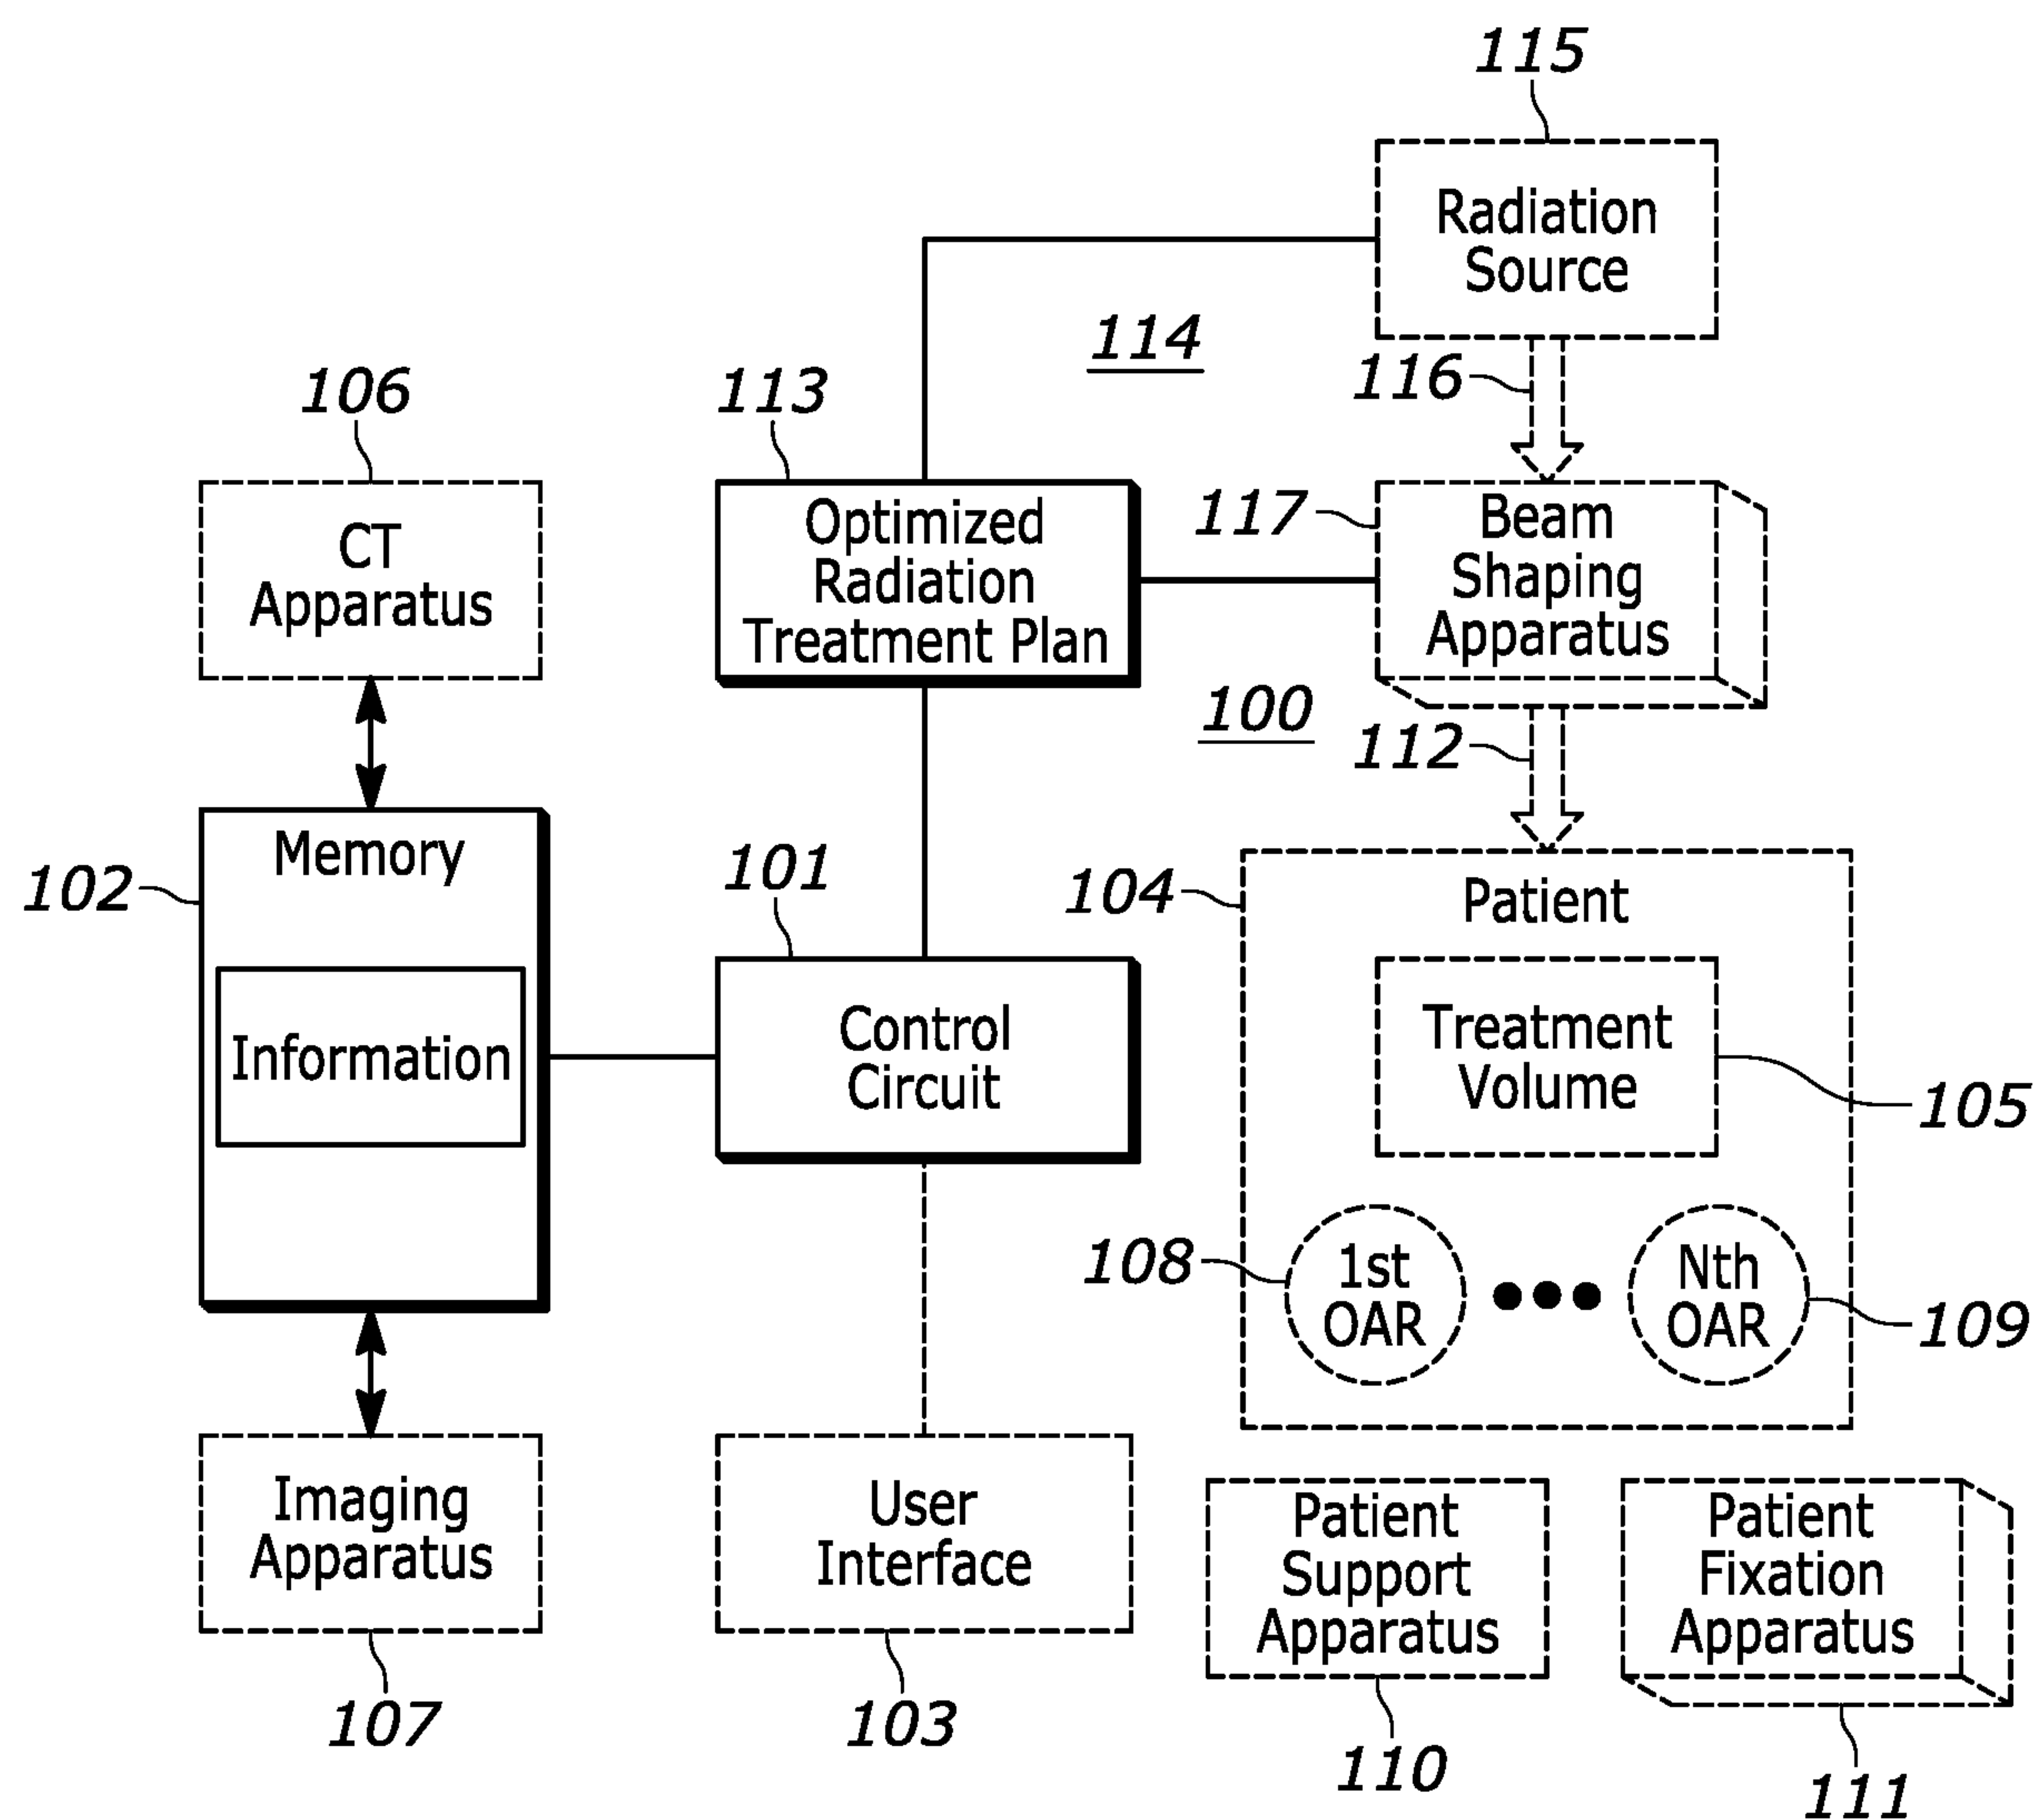 115
Radiation
Source
114
116
106
113
CT
Apparatus
Optimized
Radiation
Treatment Plan
117
Beam
Shaping
Apparatus
100
112
Memory
102
Information
101
Control
Circuit
104
Patient
Treatment
Volume
105
108
1st
OAR
Nth
OAR
109
Imaging
Apparatus
107
User
Interface
103
Patient
Support
Apparatus
110
Patient
Fixation
Apparatus
111